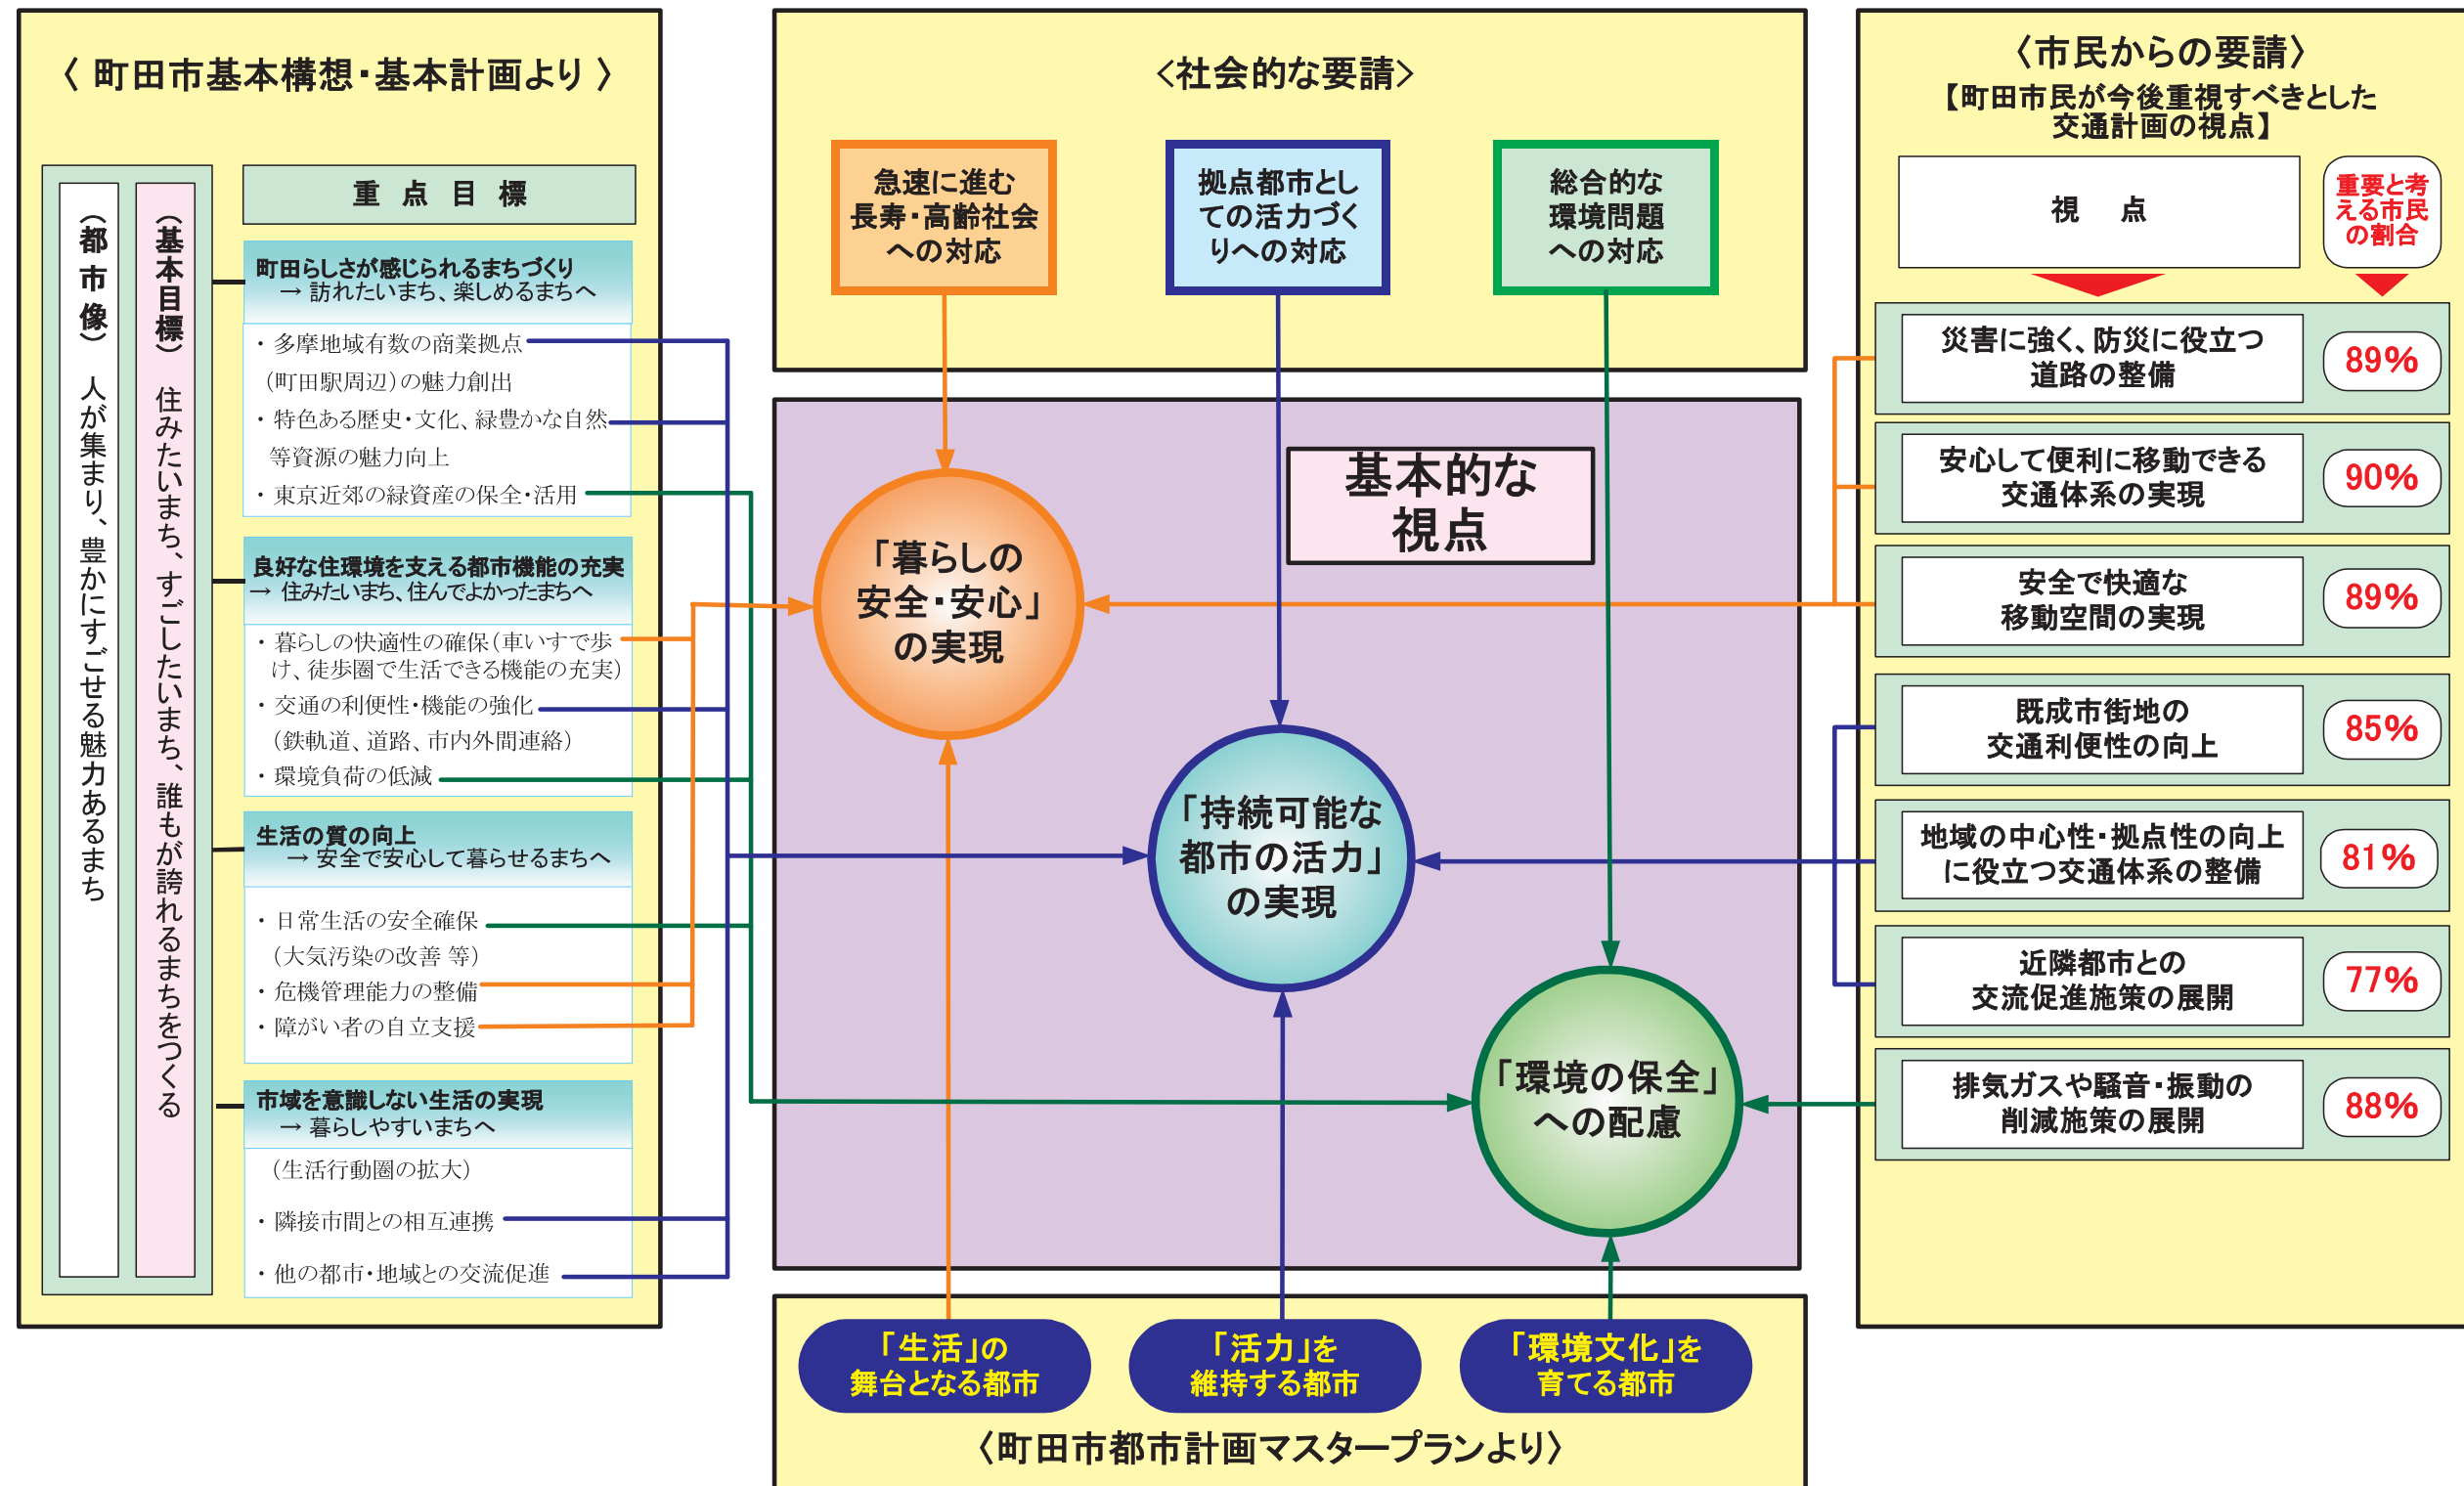 〈 町田市基本構想・基本計画より 〉
（都市像）　人が集まり、豊かにすごせる魅力あるまち
（基本目標）　住みたいまち、すごしたいまち、誰もが誇れるまちをつくる
重 点 目 標
町田らしさが感じられるまちづくり
→ 訪れたいまち、楽しめるまちへ
・ 多摩地域有数の商業拠点
（町田駅周辺）の魅力創出
・ 特色ある歴史・文化、緑豊かな自然
等資源の魅力向上
・ 東京近郊の緑資産の保全・活用
良好な住環境を支える都市機能の充実
→ 住みたいまち、住んでよかったまちへ
・ 暮らしの快適性の確保（車いすで歩
け、徒歩圏で生活できる機能の充実）
・ 交通の利便性・機能の強化
（鉄軌道、道路、市内外間連絡）
・ 環境負荷の低減
生活の質の向上
→ 安全で安心して暮らせるまちへ
・ 日常生活の安全確保
（大気汚染の改善 等）
・ 危機管理能力の整備
・ 障がい者の自立支援
市域を意識しない生活の実現
→ 暮らしやすいまちへ
（生活行動圏の拡大）
・ 隣接市間との相互連携
・ 他の都市・地域との交流促進
〈社会的な要請〉
急速に進む
長寿・高齢社会
への対応
拠点都市とし
ての活力づく
りへの対応
総合的な
環境問題
への対応
基本的な
視点
「暮らしの
安全・安心」
の実現
「持続可能な
都市の活力」
の実現
「環境の保全」
への配慮
「生活」の
舞台となる都市
「活力」を
維持する都市
「環境文化」を
育てる都市
〈町田市都市計画マスタープランより〉
〈市民からの要請〉
【町田市民が今後重視すべきとした
交通計画の視点】
視　点
重要と考
える市民
の割合
災害に強く、防災に役立つ
道路の整備
89%
安心して便利に移動できる
交通体系の実現
90%
安全で快適な
移動空間の実現
89%
既成市街地の
交通利便性の向上
85%
地域の中心性・拠点性の向上
に役立つ交通体系の整備
81%
近隣都市との
交流促進施策の展開
77%
排気ガスや騒音・振動の
削減施策の展開
88%